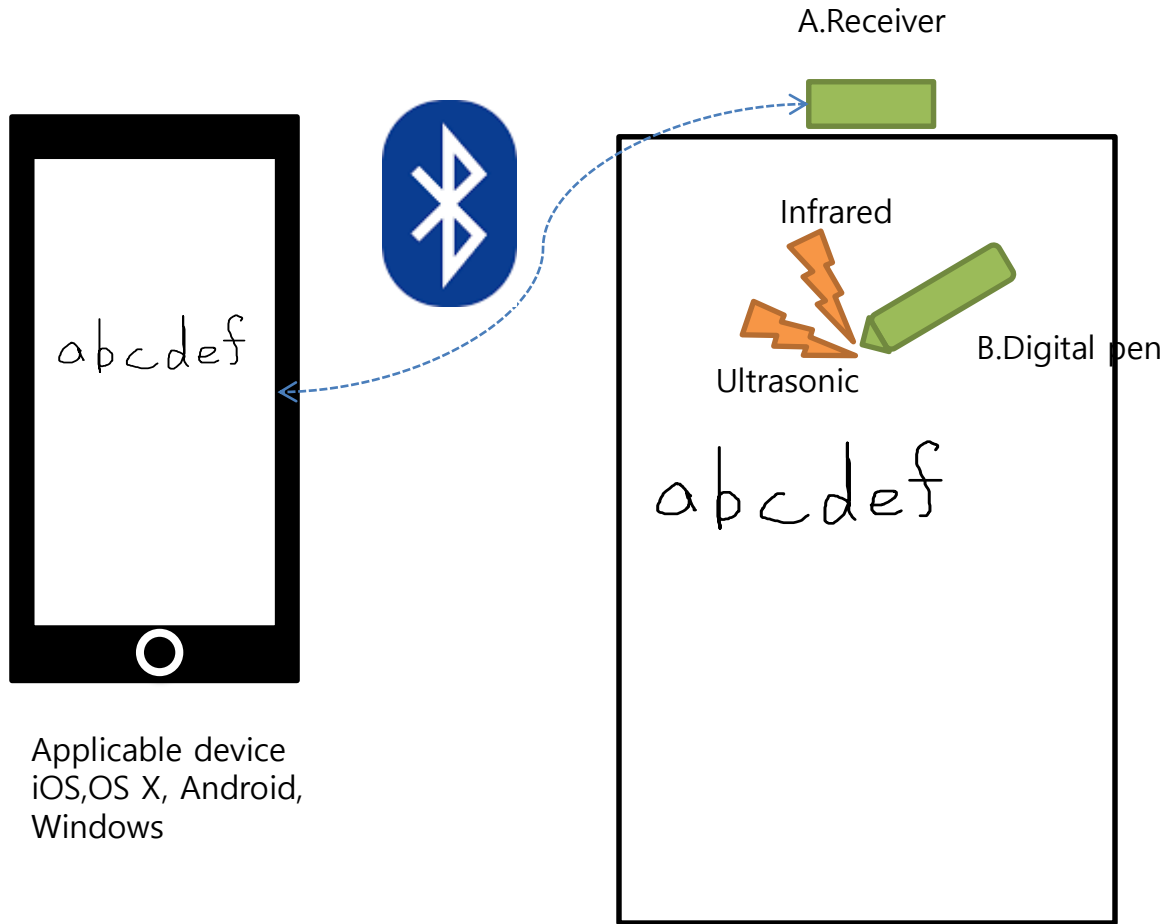 A.Receiver
Infrared
B.Digital pen
Ultrasonic
abcdef
abcdef
Applicable device
iOS,OS X, Android,
Windows